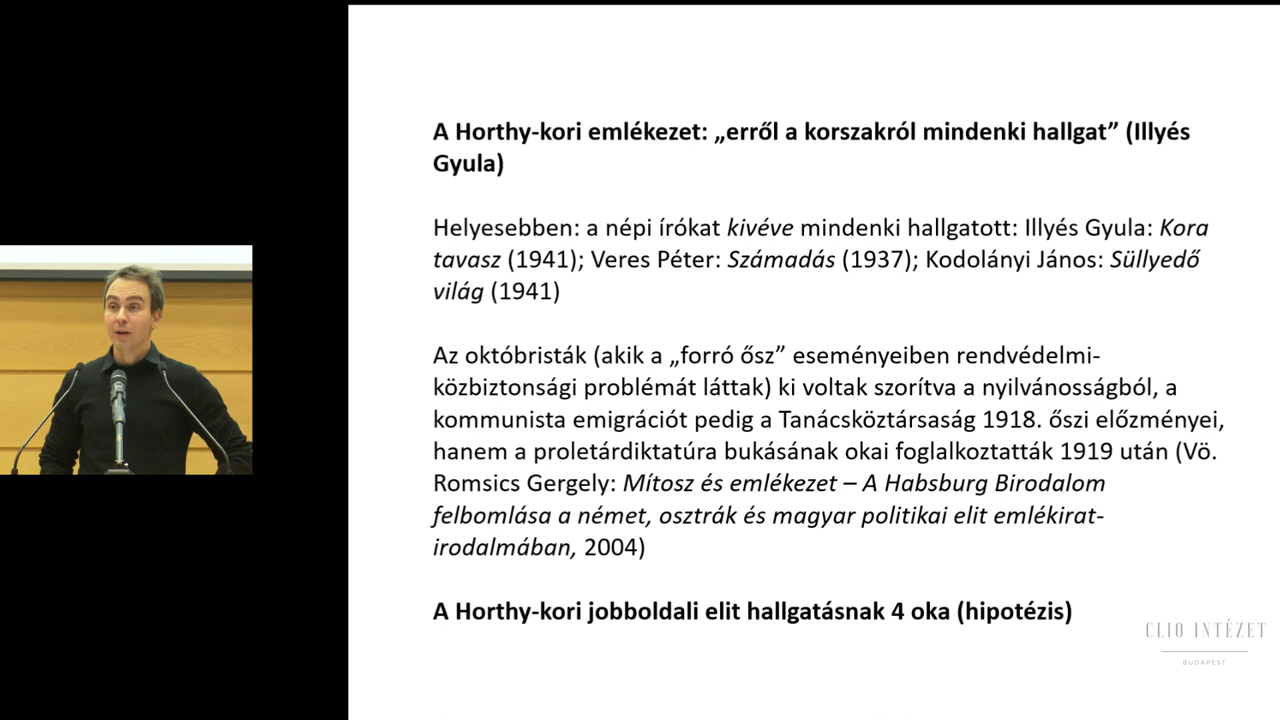 A Horthy-kori emlékezet: „erről a korszakról mindenki hallgat” (Illyés
Gyula)
Helyesebben: a népi írókat kivéve mindenki hallgatott: Illyés Gyula: Kora
tavasz (1941); Veres Péter: Számadás (1937); Kodolányi János: Süllyedő
világ (1941)
Az októbristák (akik a „forró ősz” eseményeiben rendvédelmi-
közbiztonsági problémát láttak) ki voltak szorítva a nyilvánosságból, a
kommunista emigrációt pedig a Tanácsköztársaság 1918. őszi előzményei,
hanem a proletárdiktatúra bukásának okai foglalkoztatták 1919 után (Vö.
Romsics Gergely: Mítosz és emlékezet – A Habsburg Birodalom
felbomlása a német, osztrák és magyar politikai elit emlékirat-
irodalmában, 2004)
A Horthy-kori jobboldali elit hallgatásnak 4 oka (hipotézis)
CLIO INTÉZET
BUDAPEST